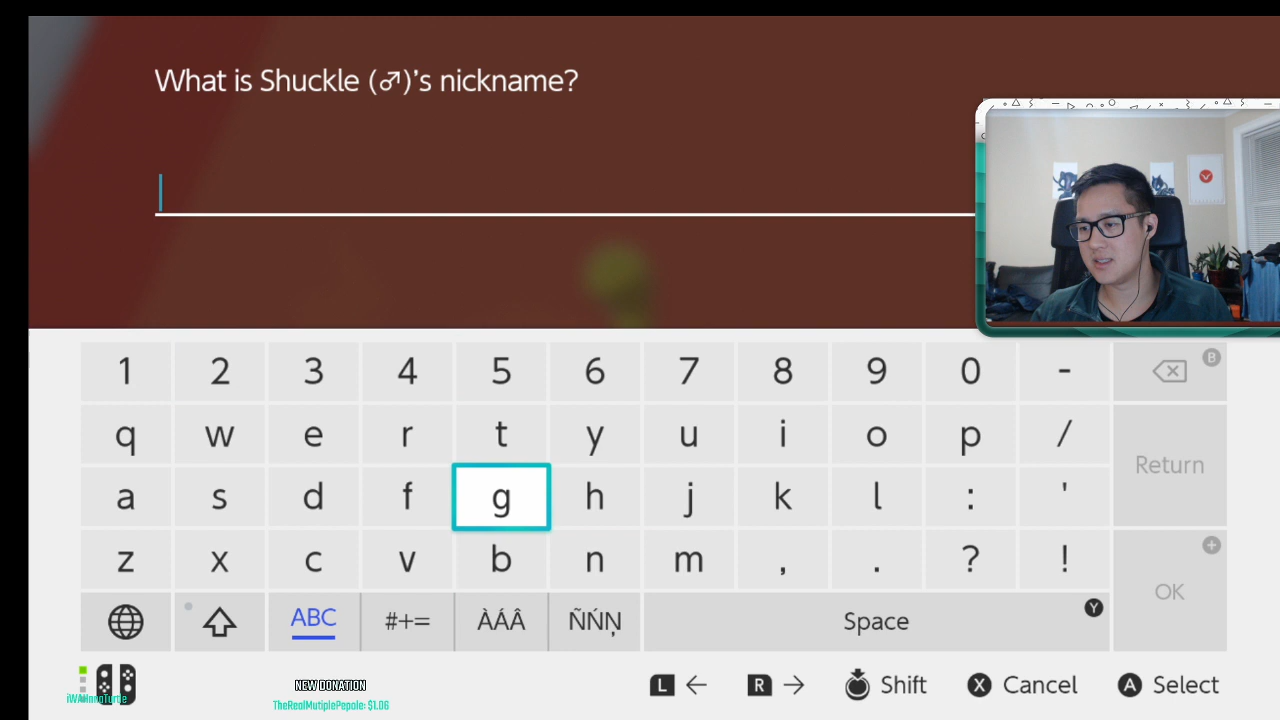 What is Shuckle (♂)'s nickname?
1 2 3 4 5 6 7 8 9 0 -
q w e r t y u i o p / Return
a s d f g h j k l : '
z x c v b n m , . ? ! OK
ABC #+= ÀÁÂ ÑŃŅ Space Y
L ← R → Shift X Cancel A Select
NEW DONATION
TheRealMutiplePepole: $1.06